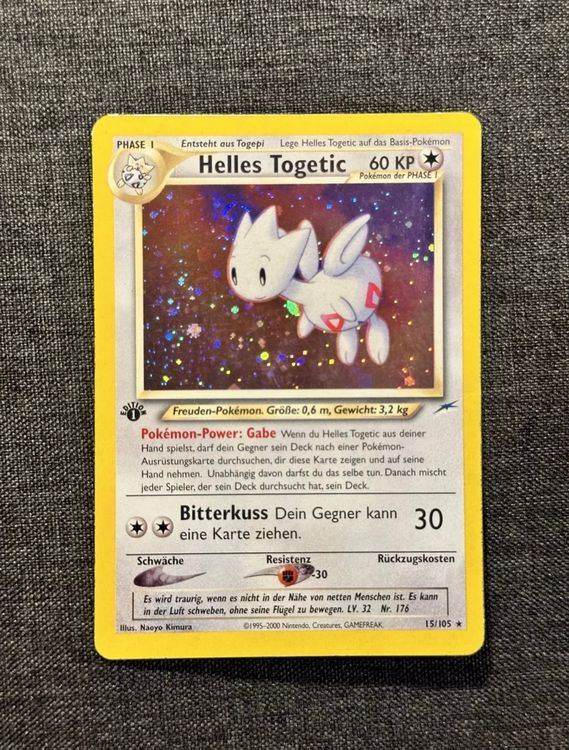 PHASE 1 Entsteht aus Togepi Lege Helles Togetic auf das Basis-Pokémon
Helles Togetic 60 KP
Pokémon der PHASE 1
EDITION
1
Freuden-Pokémon. Größe: 0,6 m, Gewicht: 3,2 kg
Pokémon-Power: Gabe Wenn du Helles Togetic aus deiner
Hand spielst, darf dein Gegner sein Deck nach einer Pokémon-
Ausrüstungskarte durchsuchen, dir diese Karte zeigen und auf seine
Hand nehmen. Unabhängig davon darfst du das selbe tun. Danach mischt
jeder Spieler, der sein Deck durchsucht hat, sein Deck.
Bitterkuss Dein Gegner kann 30
eine Karte ziehen.
Schwäche Resistenz Rückzugskosten
-30
Es wird traurig, wenn es nicht in der Nähe von netten Menschen ist. Es kann
in der Luft schweben, ohne seine Flügel zu bewegen. LV. 32 Nr. 176
Illus. Naoyo Kimura ©1995-2000 Nintendo, Creatures, GAMEFREAK. 15/105 ★